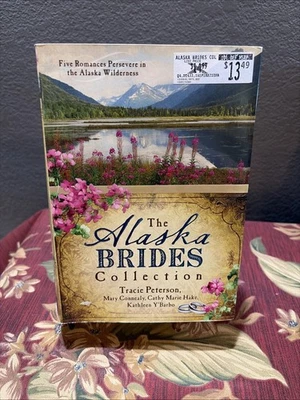 Five Romances Persevere in
the Alaska Wilderness
ALASKA BRIDES COL
$13.49
The
Alaska
BRIDES
Collection
Tracie Peterson,
Mary Connealy, Cathy Marie Hake,
Kathleen Y'Barbo